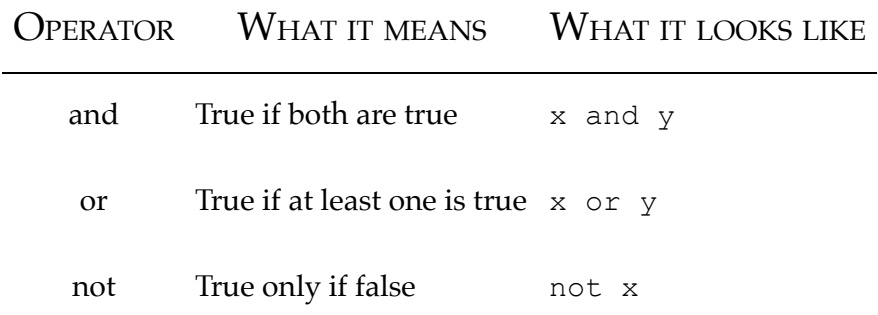 OPERATOR WHAT IT MEANS WHAT IT LOOKS LIKE
and True if both are true x and y
or True if at least one is true x or y
not True only if false not x